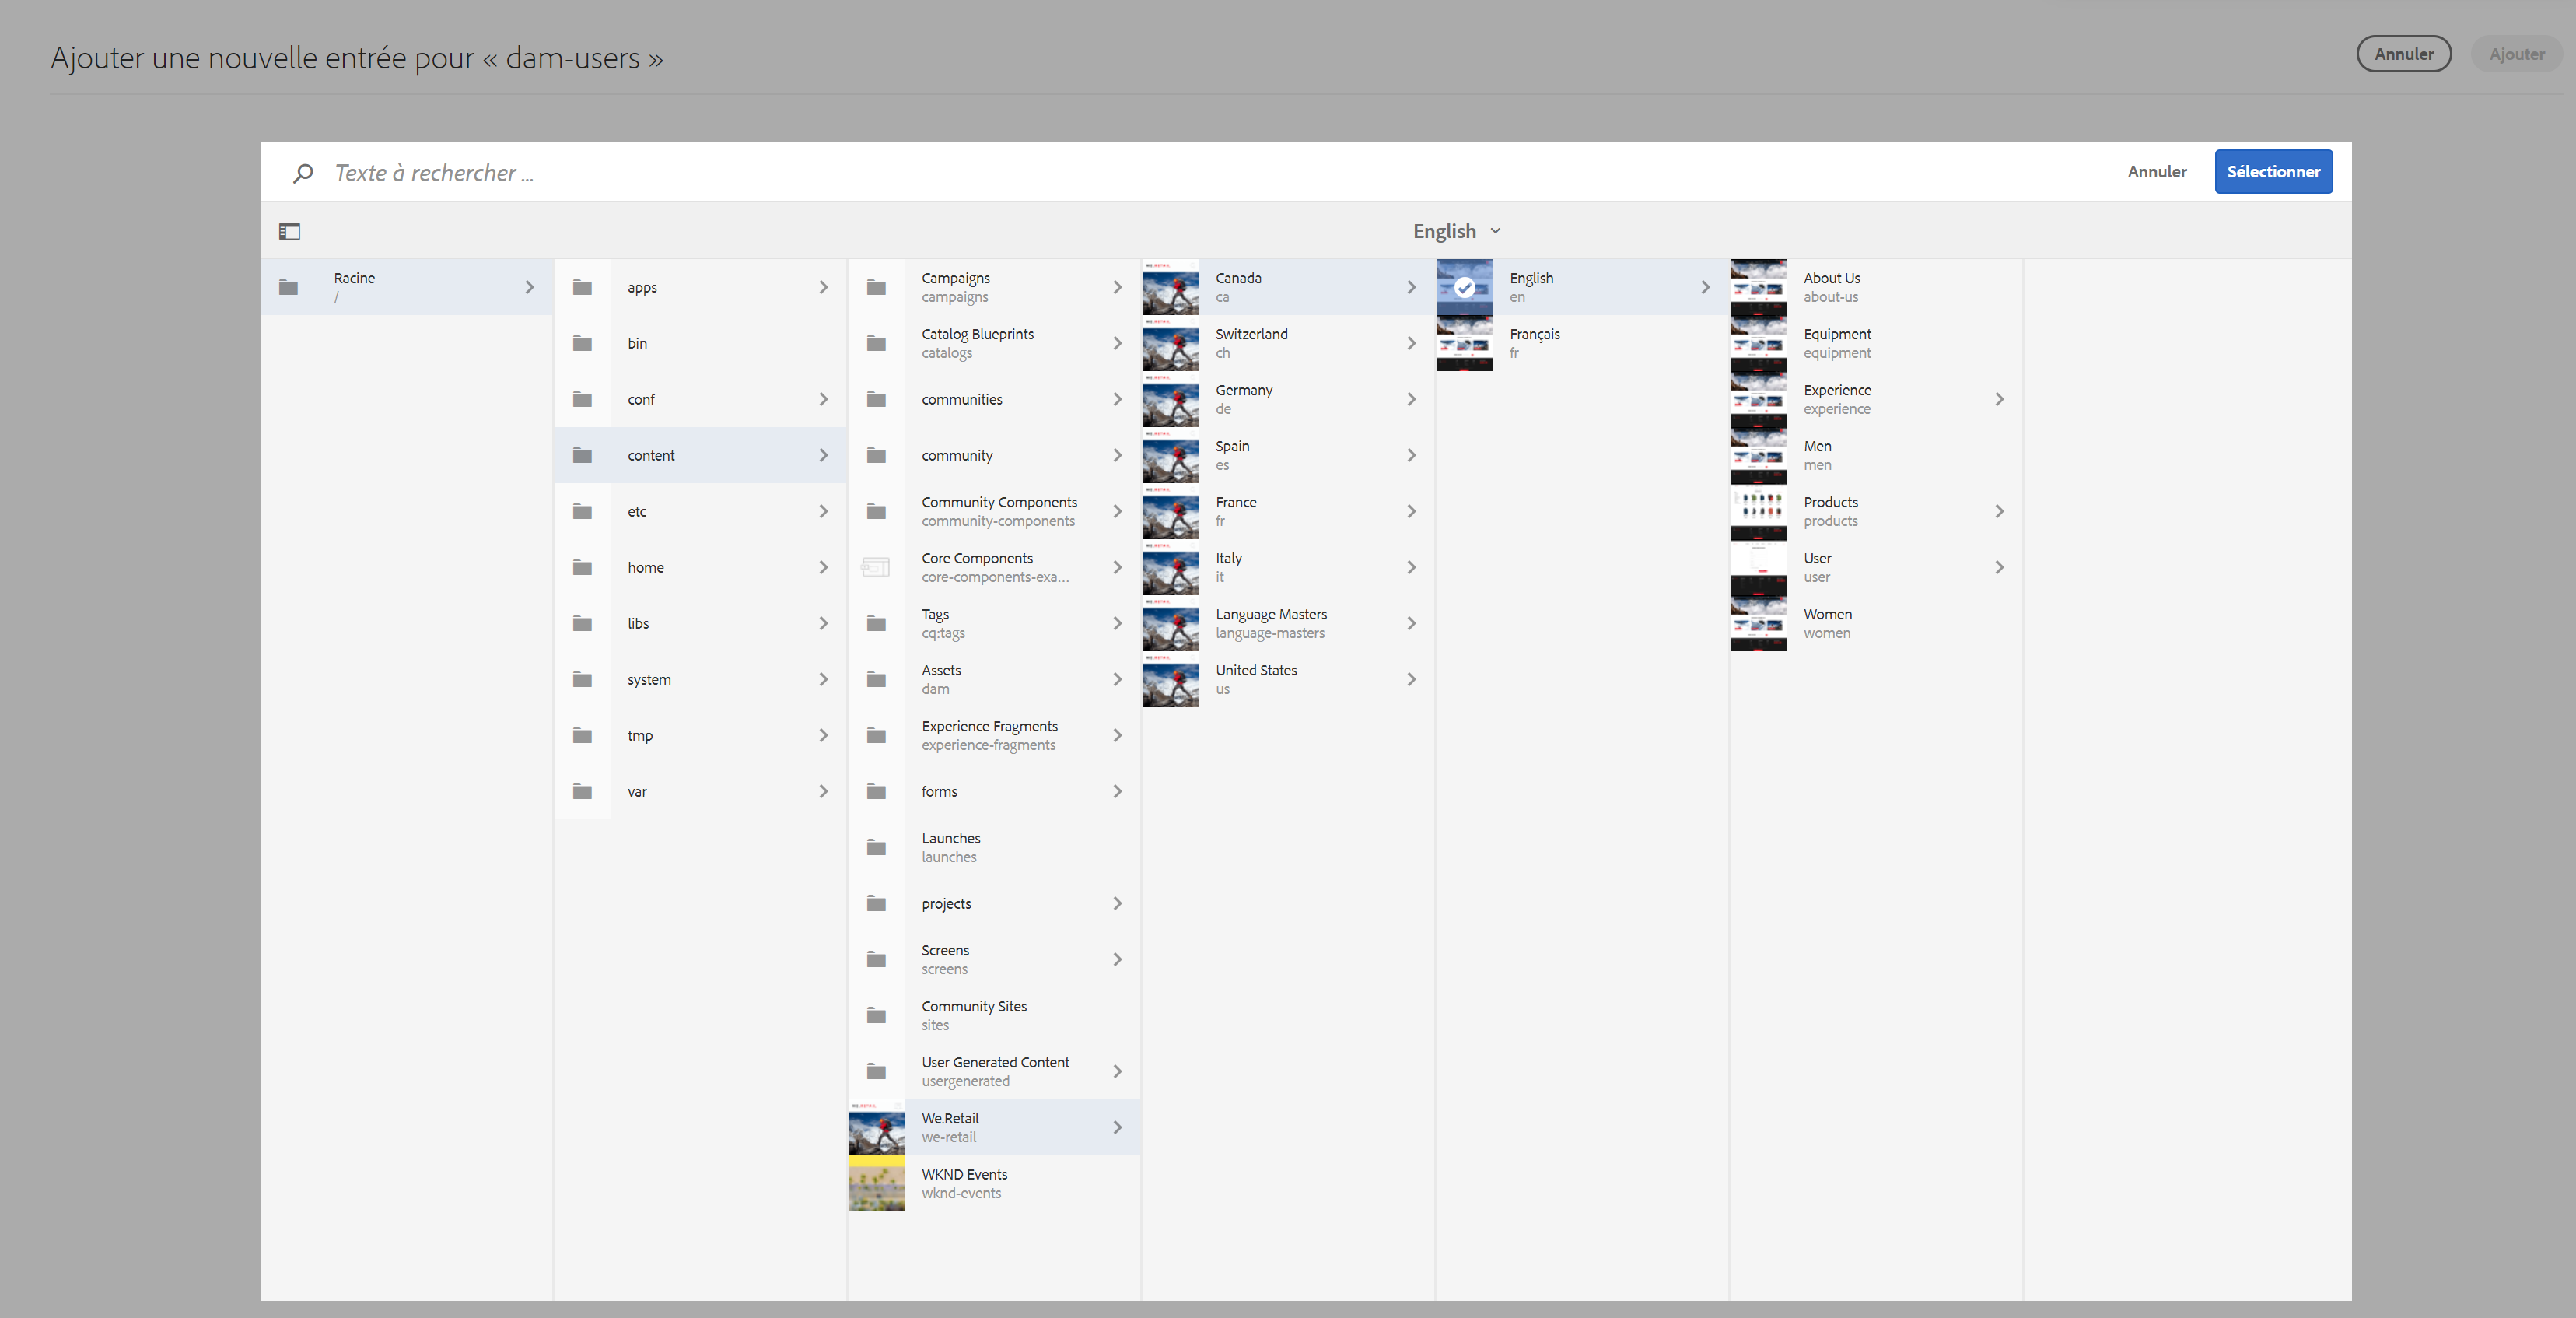 Ajouter une nouvelle entrée pour « dam-users »
Annuler
Ajouter
Texte à rechercher ...
Annuler
Sélectionner
English
Racine
/
apps
bin
conf
content
etc
home
libs
system
tmp
var
Campaigns
campaigns
Catalog Blueprints
catalogs
communities
community
Community Components
community-components
Core Components
core-components-exa...
Tags
cq:tags
Assets
dam
Experience Fragments
experience-fragments
forms
Launches
launches
projects
Screens
screens
Community Sites
sites
User Generated Content
usergenerated
We.Retail
we-retail
WKND Events
wknd-events
Canada
ca
Switzerland
ch
Germany
de
Spain
es
France
fr
Italy
it
Language Masters
language-masters
United States
us
English
en
Français
fr
About Us
about-us
Equipment
equipment
Experience
experience
Men
men
Products
products
User
user
Women
women